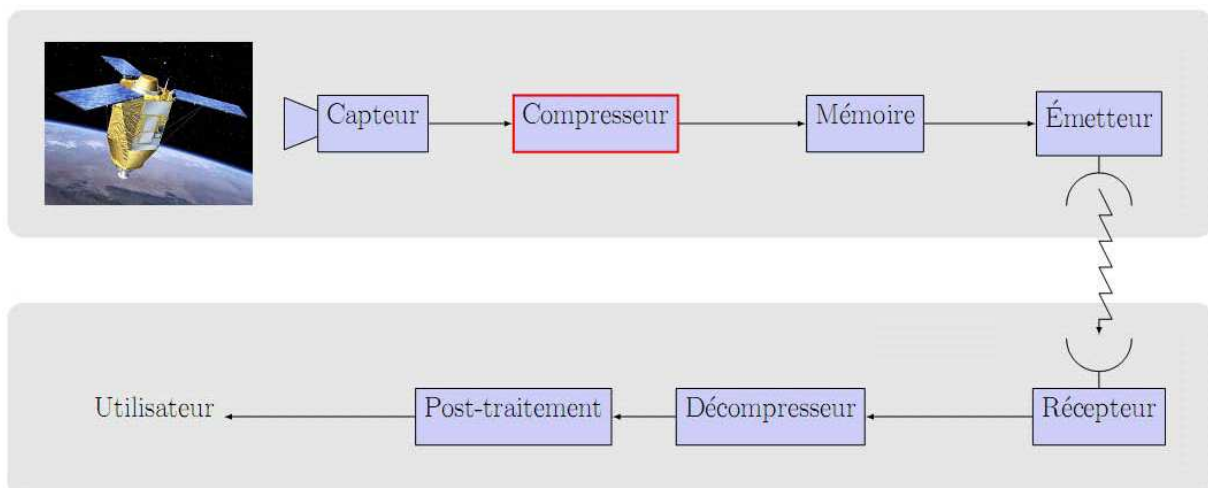 Capteur
Compresseur
Mémoire
Émetteur
Utilisateur
Post-traitement
Décompresseur
Récepteur